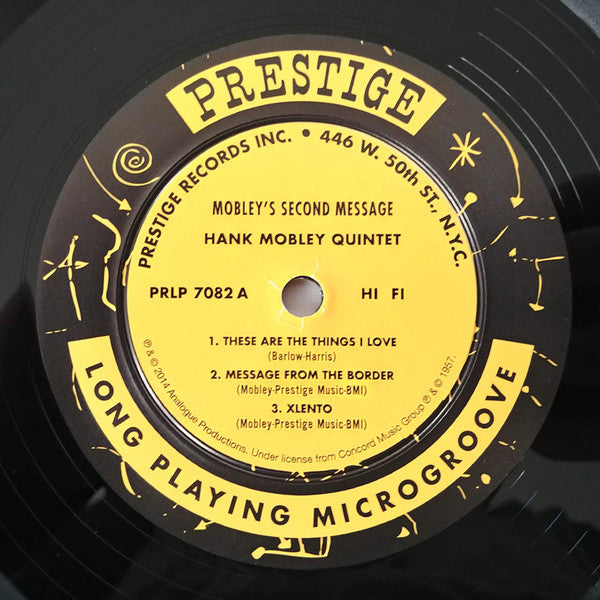 PRESTIGE
PRESTIGE RECORDS INC. • 446 W. 50th ST., N.Y.C.
MOBLEY'S SECOND MESSAGE
HANK MOBLEY QUINTET
PRLP 7082 A HI FI
1. THESE ARE THE THINGS I LOVE
(Barlow-Harris)
2. MESSAGE FROM THE BORDER
(Mobley-Prestige Music-BMI)
3. XLENTO
(Mobley-Prestige Music-BMI)
℗ & © 2014 Analogue Productions, Under license from Concord Music Group ℗ & © 1957.
LONG PLAYING MICROGROOVE